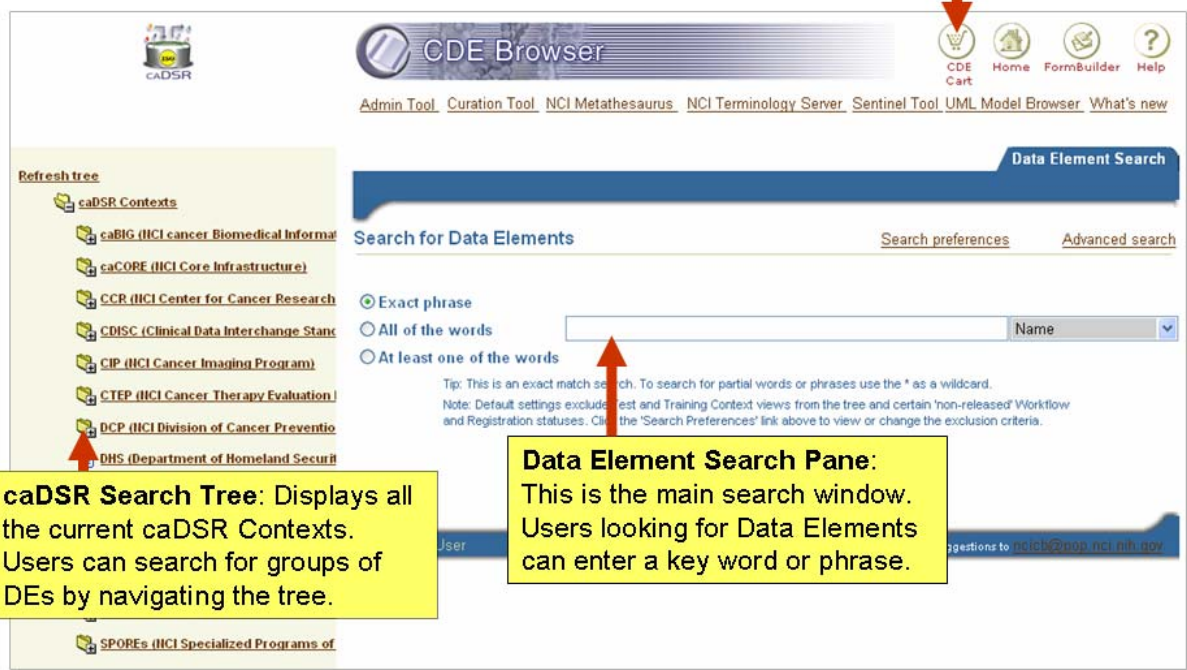 caDSR
CDE Browser
CDE Cart
Home
FormBuilder
Help
Admin Tool Curation Tool NCI Metathesaurus NCI Terminology Server Sentinel Tool UML Model Browser What's new
Data Element Search
Refresh tree
caDSR Contexts
caBIG (NCI cancer Biomedical Informat
caCORE (NCI Core Infrastructure)
CCR (NCI Center for Cancer Research
CDISC (Clinical Data Interchange Stand
CIP (NCI Cancer Imaging Program)
CTEP (NCI Cancer Therapy Evaluation
DCP (NCI Division of Cancer Preventio
DHS (Department of Homeland Securit
SPOREs (NCI Specialized Programs of
Search for Data Elements
Search preferences
Advanced search
Exact phrase
All of the words
Name
At least one of the words
Tip: This is an exact match search. To search for partial words or phrases use the * as a wildcard.
Note: Default settings exclude Test and Training Context views from the tree and certain 'non-released' Workflow
and Registration statuses. Click the 'Search Preferences' link above to view or change the exclusion criteria.
caDSR Search Tree: Displays all
the current caDSR Contexts.
Users can search for groups of
DEs by navigating the tree.
Data Element Search Pane:
This is the main search window.
Users looking for Data Elements
can enter a key word or phrase.
User
ggestions to ncicb@pop.nci.nih.gov